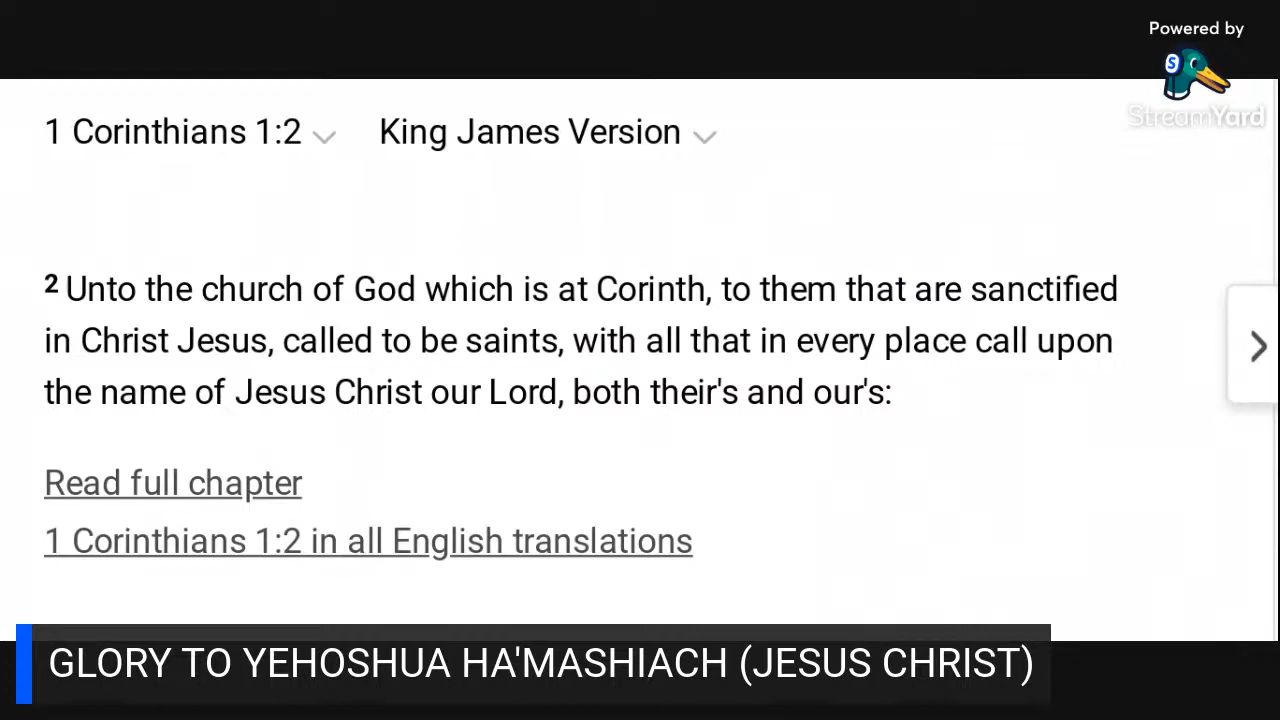 Powered by
S
StreamYard
1 Corinthians 1:2
King James Version
2 Unto the church of God which is at Corinth, to them that are sanctified
in Christ Jesus, called to be saints, with all that in every place call upon
the name of Jesus Christ our Lord, both their's and our's:
Read full chapter
1 Corinthians 1:2 in all English translations
GLORY TO YEHOSHUA HA'MASHIACH (JESUS CHRIST)